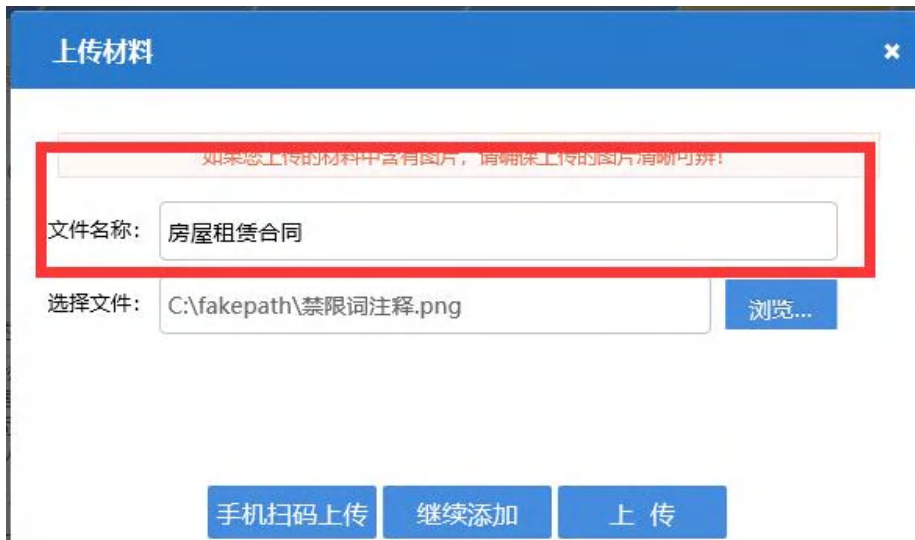 上传材料
×
如果您上传的材料中含有图片，请确保上传的图片清晰可辨！
文件名称： 房屋租赁合同
选择文件： C:\fakepath\禁限词注释.png 浏览...
手机扫码上传 继续添加 上 传